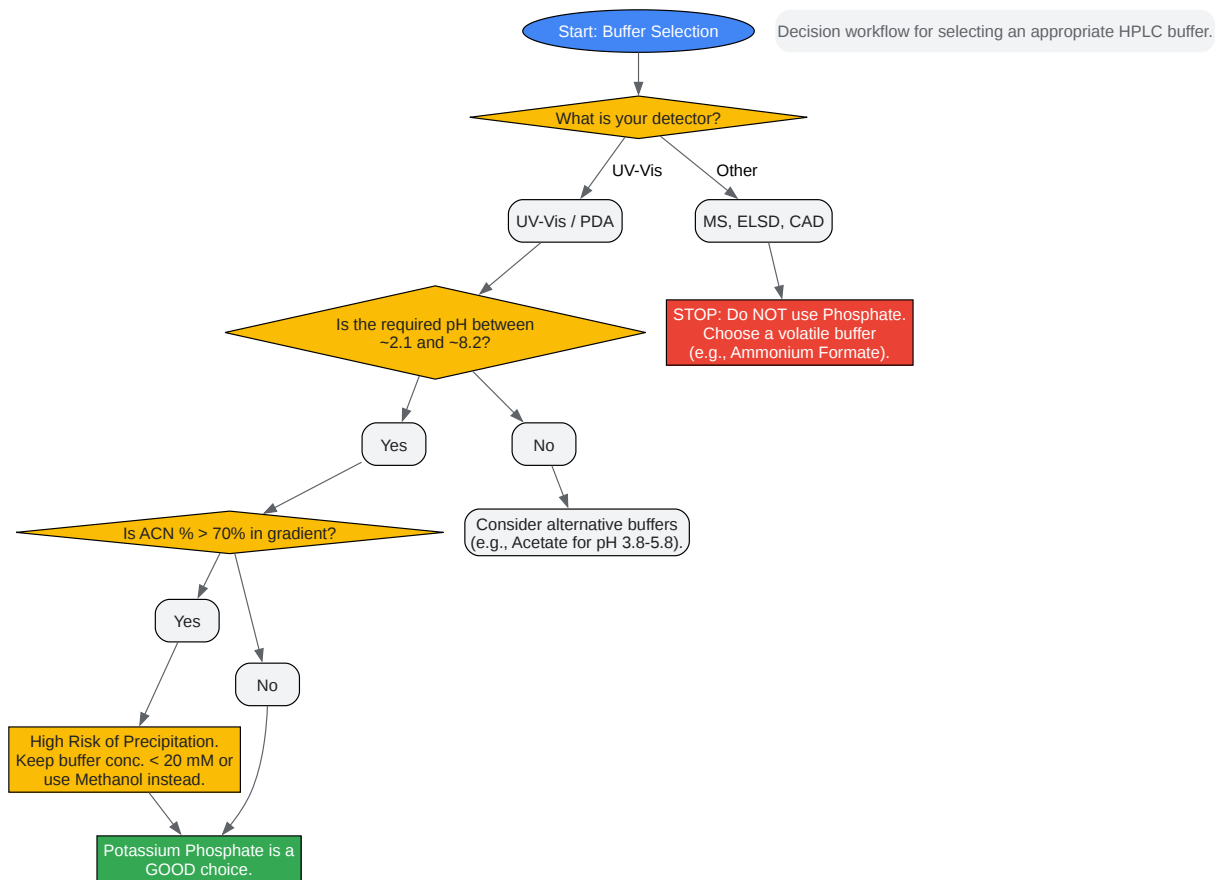 Start: Buffer Selection
Decision workflow for selecting an appropriate HPLC buffer.
What is your detector?
UV-Vis
Other
UV-Vis / PDA
MS, ELSD, CAD
Is the required pH between
~2.1 and ~8.2?
STOP: Do NOT use Phosphate.
Choose a volatile buffer
(e.g., Ammonium Formate).
Yes
No
Is ACN % > 70% in gradient?
Consider alternative buffers
(e.g., Acetate for pH 3.8-5.8).
Yes
No
High Risk of Precipitation.
Keep buffer conc. < 20 mM or
use Methanol instead.
Potassium Phosphate is a
GOOD choice.